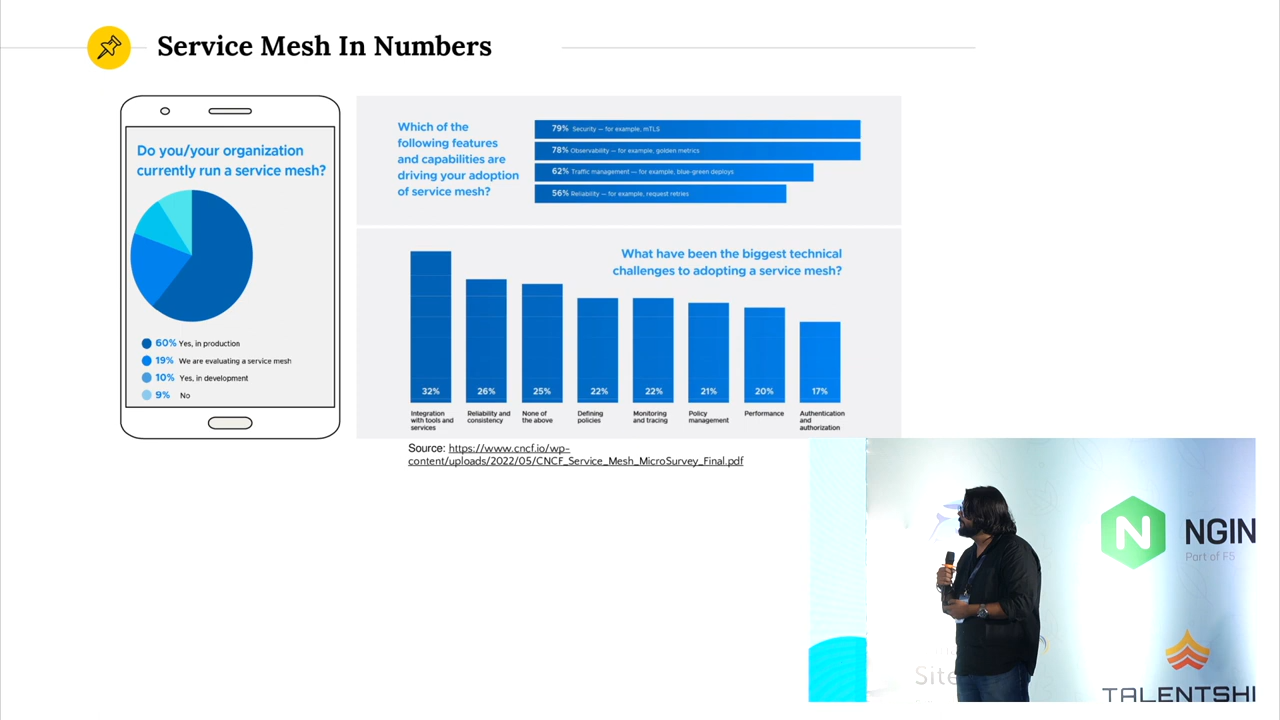 Service Mesh In Numbers
Do you/your organization
currently run a service mesh?
60% Yes, in production
19% We are evaluating a service mesh
10% Yes, in development
9% No
Which of the
following features
and capabilities are
driving your adoption
of service mesh?
79% Security — for example, mTLS
78% Observability — for example, golden metrics
62% Traffic management — for example, blue-green deploys
56% Reliability — for example, request retries
What have been the biggest technical
challenges to adopting a service mesh?
32%
26%
25%
22%
22%
21%
20%
17%
Integration
with tools and
services
Reliability and
consistency
None of
the above
Defining
policies
Monitoring
and tracing
Policy
management
Performance
Authentication
and
authorization
Source: https://www.cncf.io/wp-
content/uploads/2022/05/CNCF_Service_Mesh_MicroSurvey_Final.pdf
NGIN
Part of F5
Site
TALENTSHI